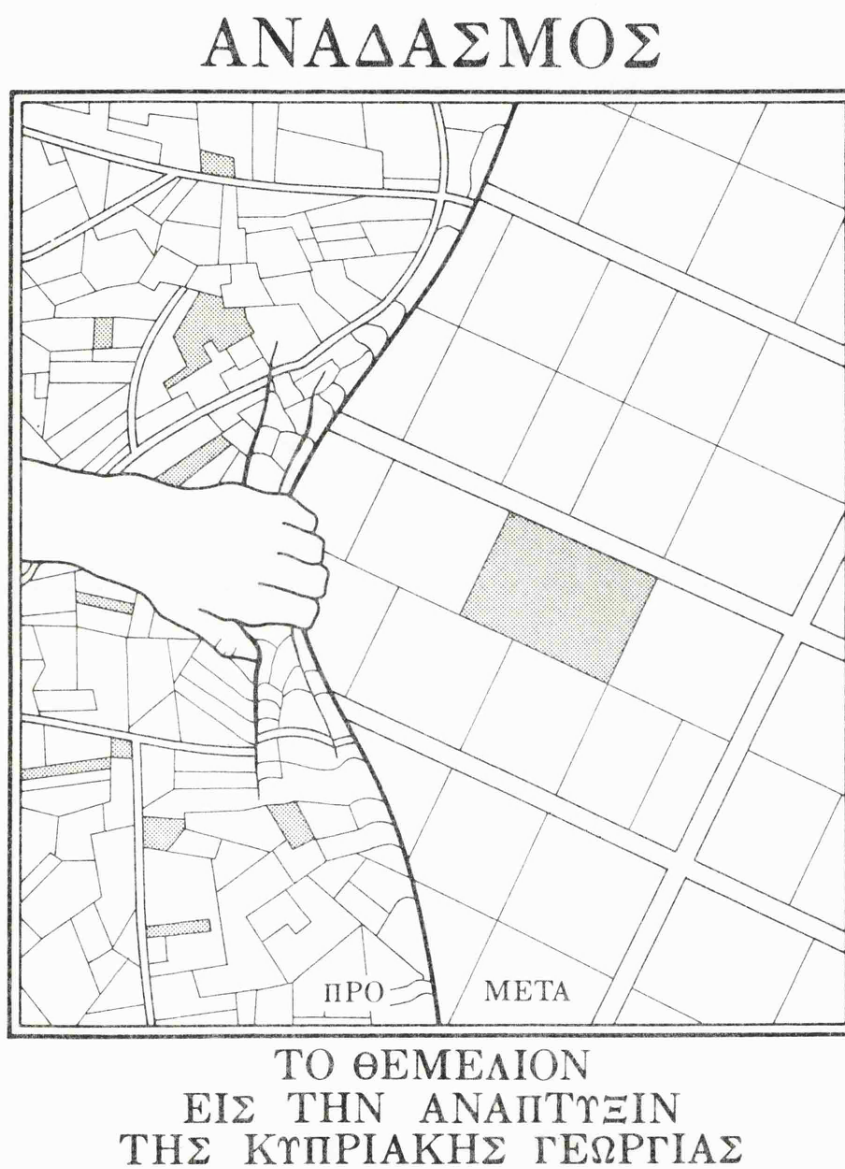 ΑΝΑΔΑΣΜΟΣ
ΠΡΟ ΜΕΤΑ
ΤΟ ΘΕΜΕΛΙΟΝ
ΕΙΣ ΤΗΝ ΑΝΑΠΤΥΞΙΝ
ΤΗΣ ΚΥΠΡΙΑΚΗΣ ΓΕΩΡΓΙΑΣ